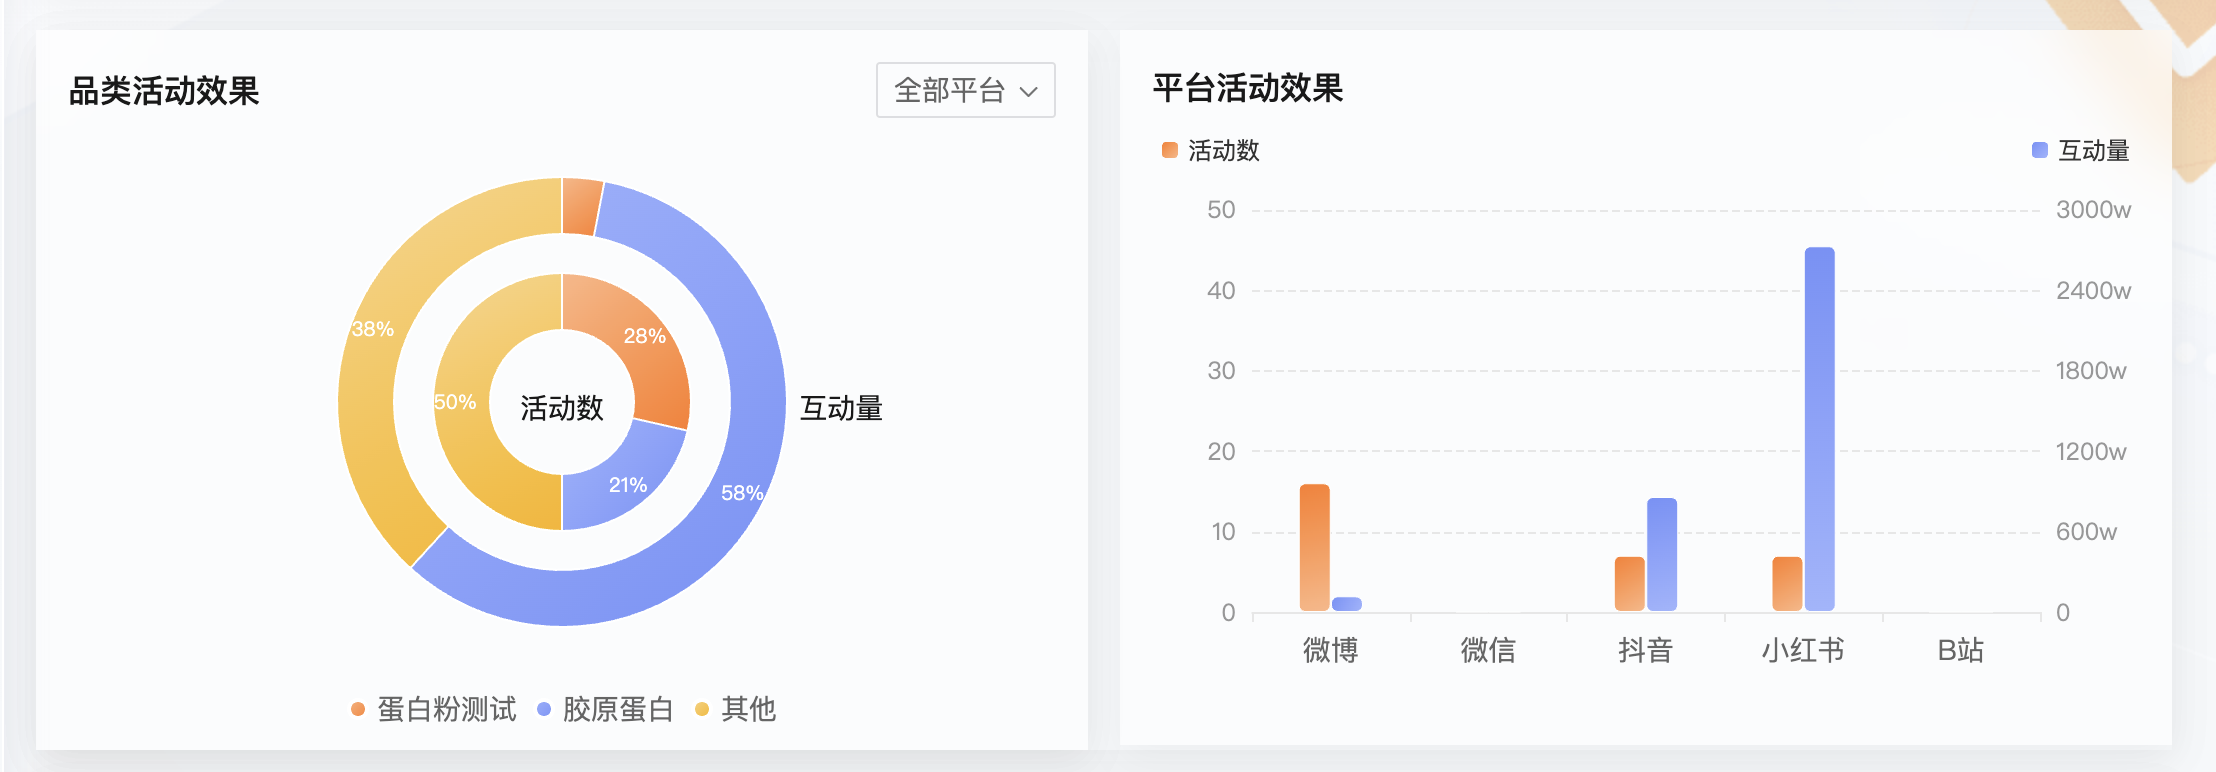 品类活动效果
全部平台
38%
28%
50%
活动数
互动量
21%
58%
蛋白粉测试
胶原蛋白
其他
平台活动效果
活动数
互动量
50
3000w
40
2400w
30
1800w
20
1200w
10
600w
0
0
微博
微信
抖音
小红书
B站